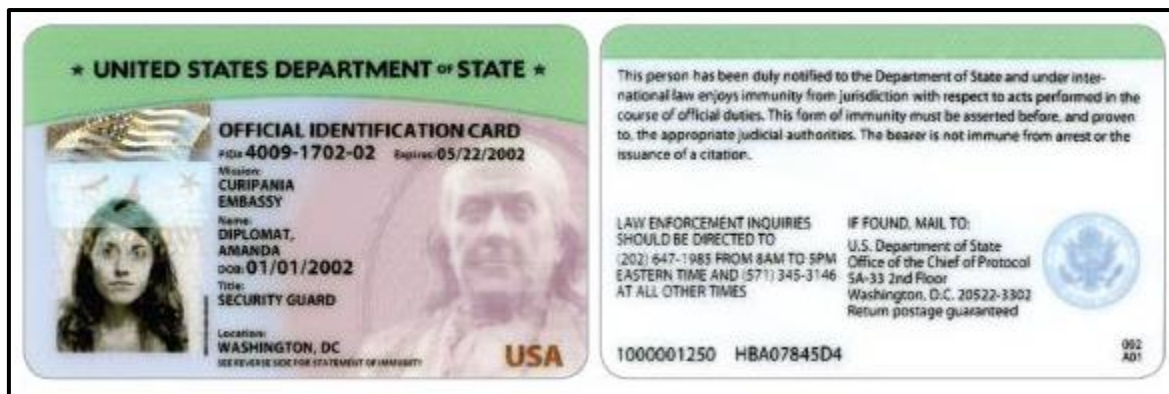 ★ UNITED STATES DEPARTMENT OF STATE ★
OFFICIAL IDENTIFICATION CARD
PID# 4009-1702-02 Expires: 05/22/2002
Mission:
CURIPANIA
EMBASSY
Name:
DIPLOMAT,
AMANDA
DOB: 01/01/2002
Title:
SECURITY GUARD
Location:
WASHINGTON, DC
SEE REVERSE SIDE FOR STATEMENT OF IMMUNITY
USA
This person has been duly notified to the Department of State and under inter-
national law enjoys immunity from jurisdiction with respect to acts performed in the
course of official duties. This form of immunity must be asserted before, and proven
to, the appropriate judicial authorities. The bearer is not immune from arrest or the
issuance of a citation.
LAW ENFORCEMENT INQUIRIES
SHOULD BE DIRECTED TO
(202) 647-1985 FROM 8AM TO 5PM
EASTERN TIME AND (571) 345-3146
AT ALL OTHER TIMES
IF FOUND, MAIL TO:
U.S. Department of State
Office of the Chief of Protocol
SA-33 2nd Floor
Washington, D.C. 20522-3302
Return postage guaranteed
1000001250 HBA07845D4
002
A01